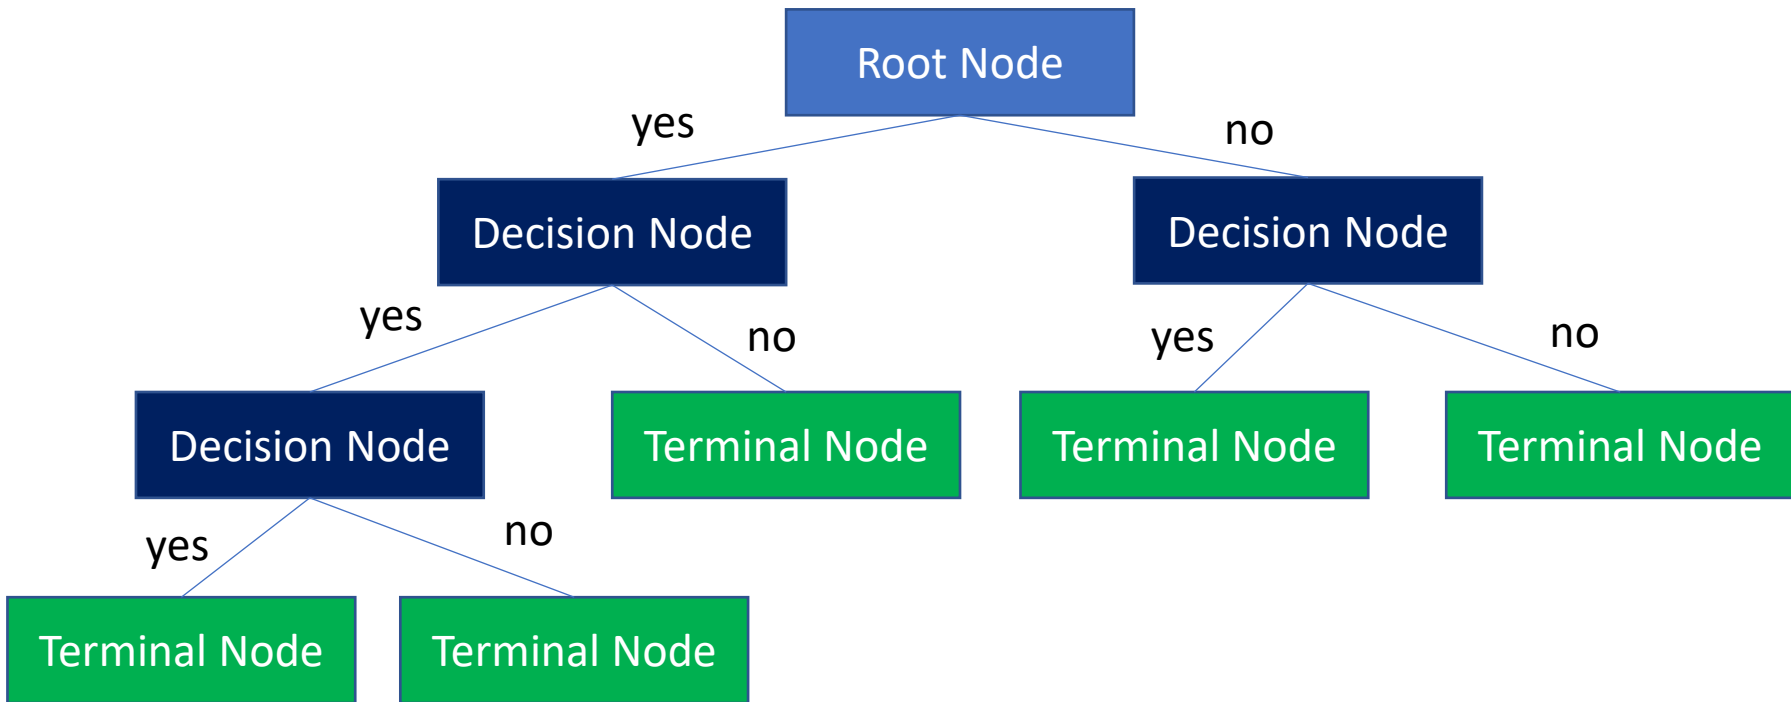 Root Node
yes
no
Decision Node
Decision Node
yes
no
yes
no
Decision Node
Terminal Node
Terminal Node
Terminal Node
yes
no
Terminal Node
Terminal Node